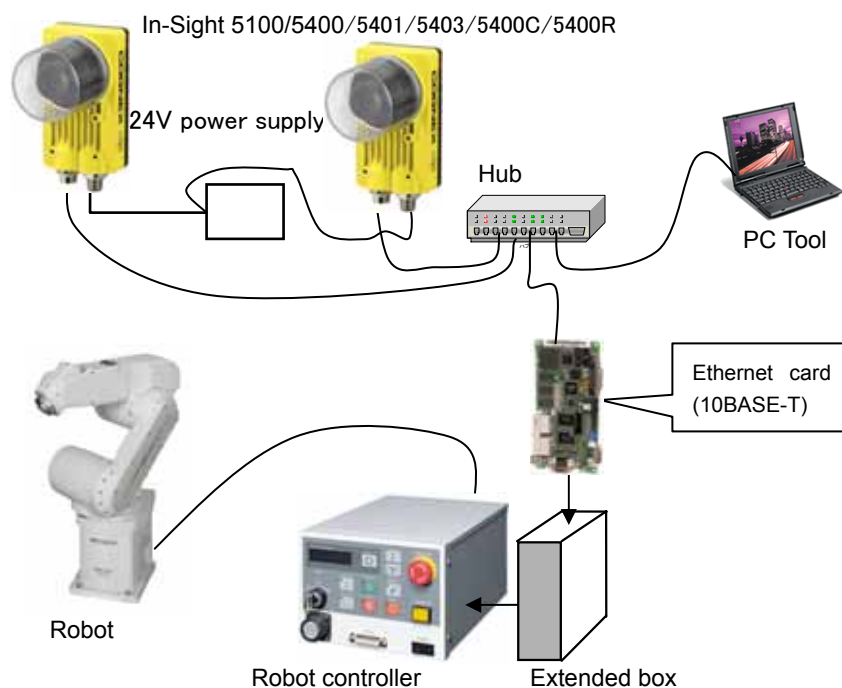 In-Sight 5100/5400/5401/5403/5400C/5400R
24V power supply
Hub
PC Tool
Ethernet card
(10BASE-T)
Robot
Robot controller
Extended box